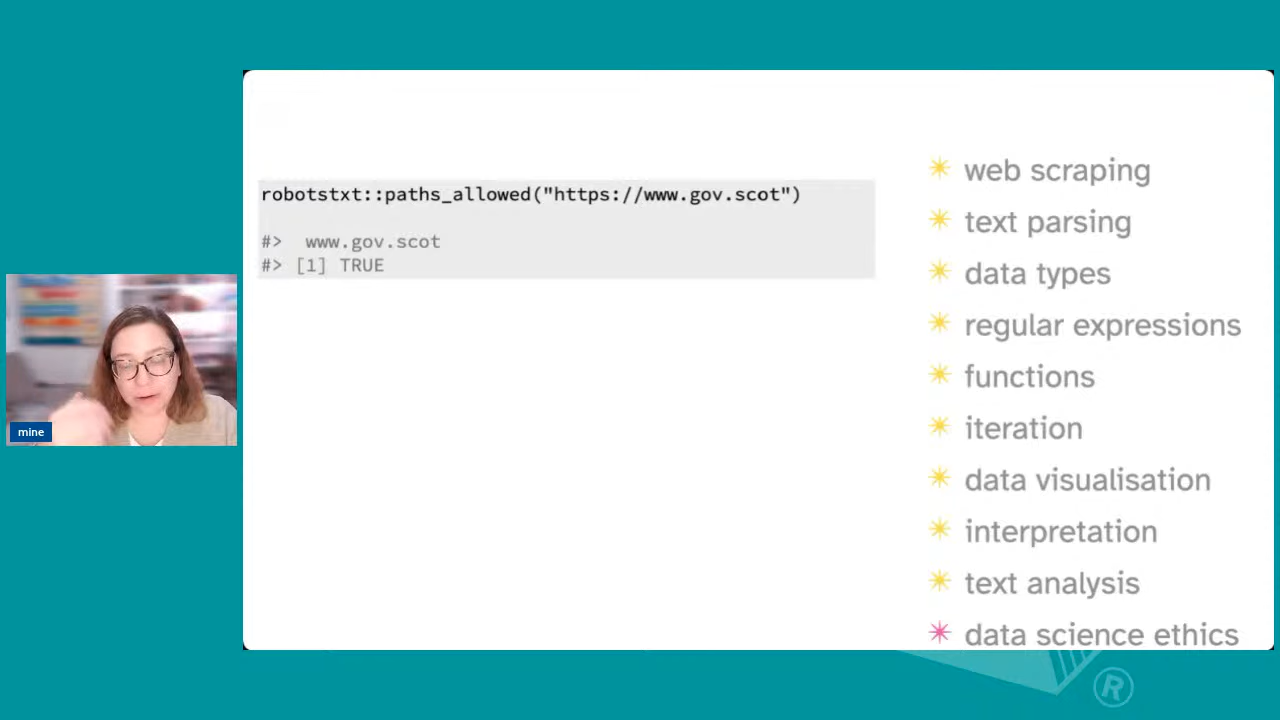 robotstxt::paths_allowed("https://www.gov.scot")
#>  www.gov.scot
#> [1] TRUE
web scraping
text parsing
data types
regular expressions
functions
iteration
data visualisation
interpretation
text analysis
data science ethics
mine
®